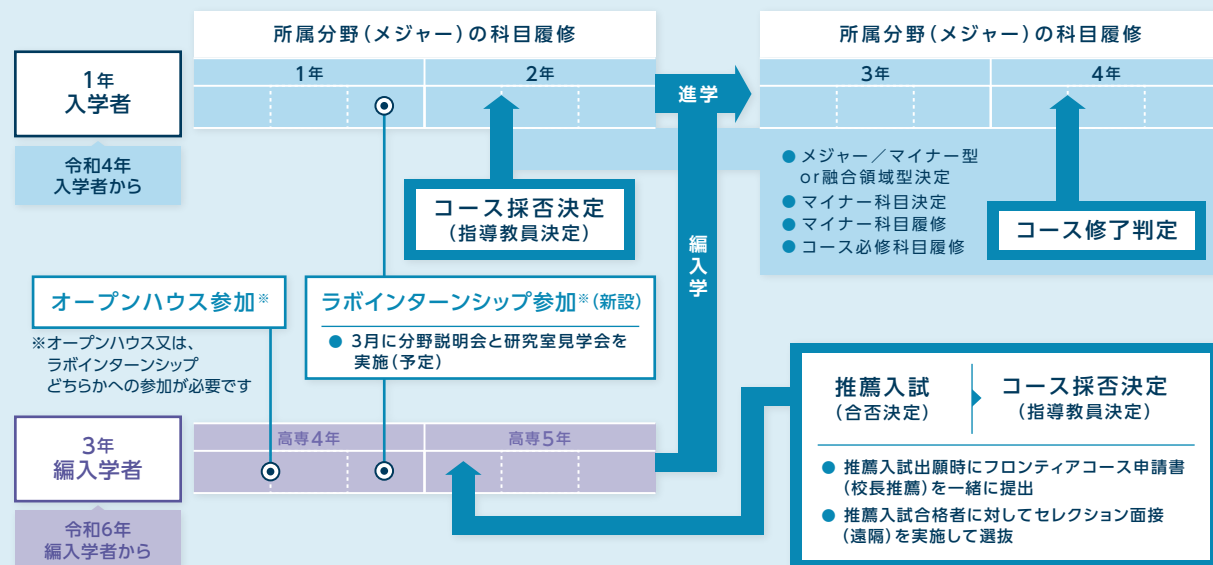 所属分野（メジャー）の科目履修
所属分野（メジャー）の科目履修
1年
入学者
1年
2年
進学
3年
4年
令和4年
入学者から
コース採否決定
（指導教員決定）
● メジャー／マイナー型
or融合領域型決定
● マイナー科目決定
● マイナー科目履修
● コース必修科目履修
コース修了判定
編入学
オープンハウス参加※
※オープンハウス又は、
ラボインターンシップ
どちらかへの参加が必要です
ラボインターンシップ参加※（新設）
● 3月に分野説明会と研究室見学会を
実施（予定）
3年
編入学者
高専4年
高専5年
令和6年
編入学者から
推薦入試
（合否決定）
コース採否決定
（指導教員決定）
● 推薦入試出願時にフロンティアコース申請書
（校長推薦）を一緒に提出
● 推薦入試合格者に対してセレクション面接
（遠隔）を実施して選抜